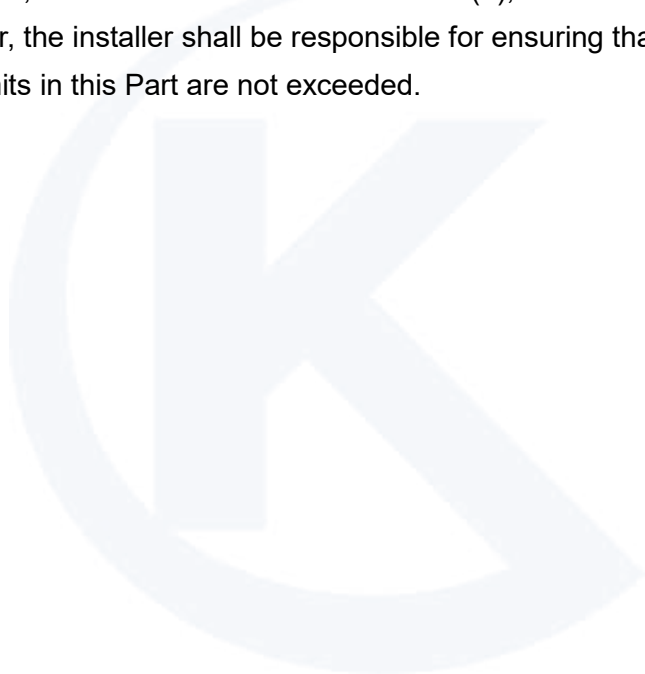 r, the installer shall be responsible for ensuring tha
its in this Part are not exceeded.
K